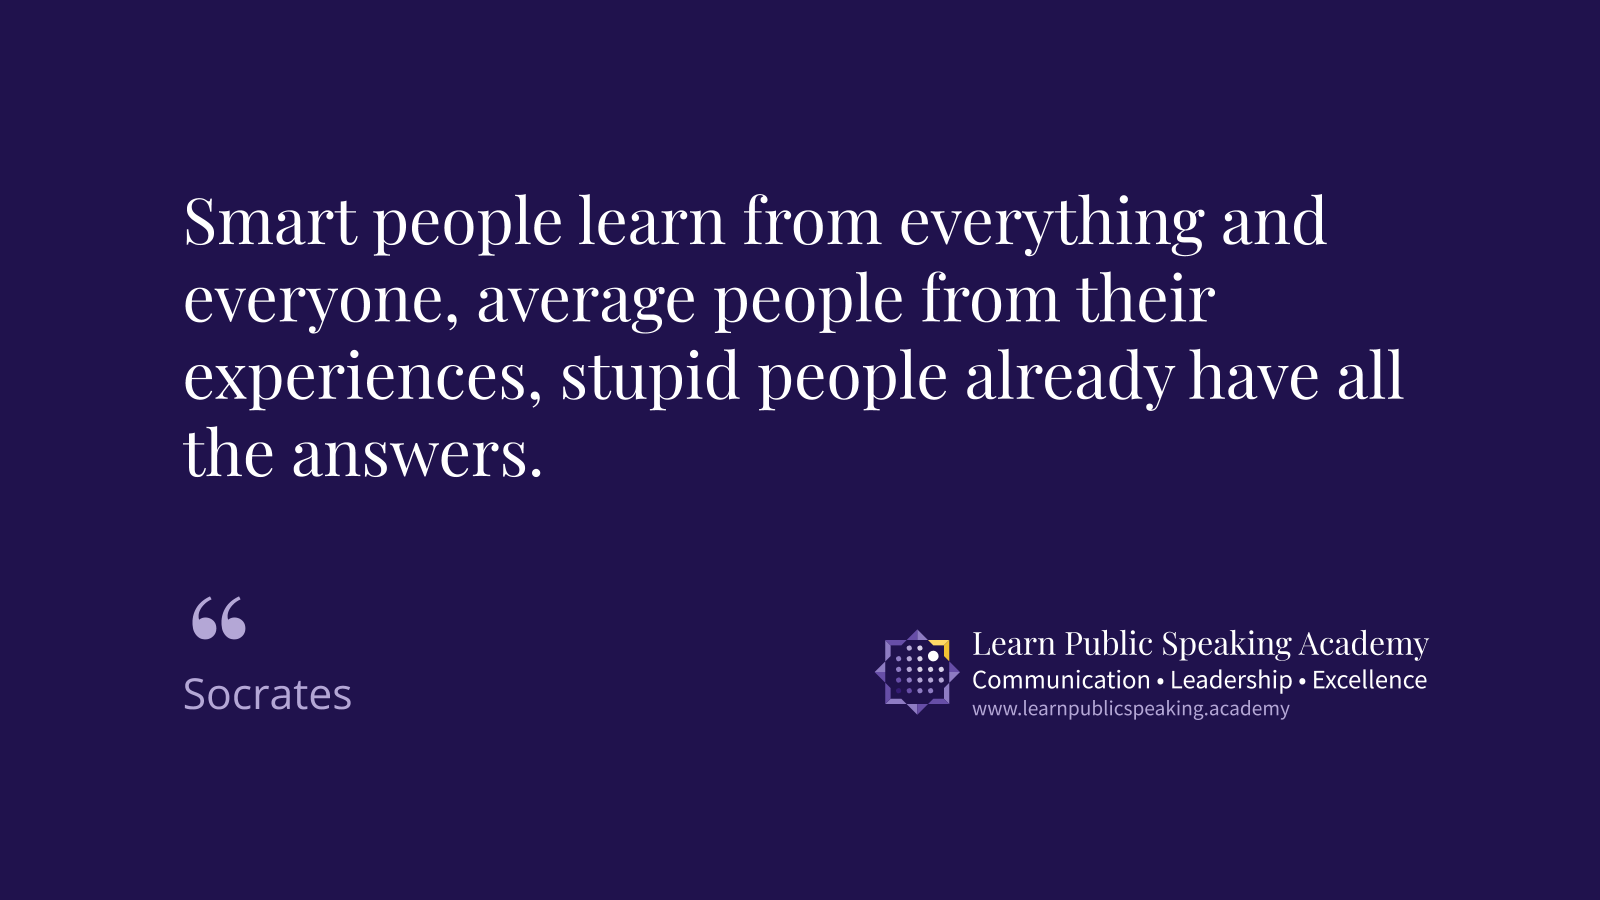 Smart people learn from everything and
everyone, average people from their
experiences, stupid people already have all
the answers.
“
Socrates
Learn Public Speaking Academy
Communication • Leadership • Excellence
www.learnpublicspeaking.academy